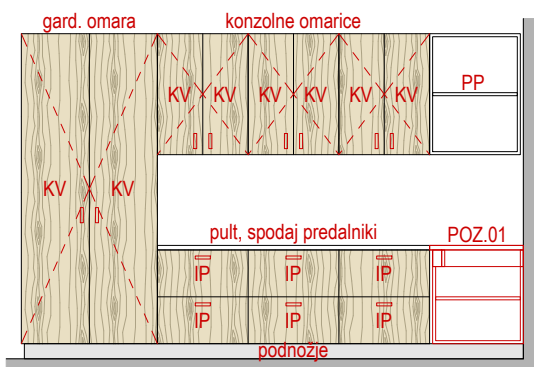 gard. omara konzolne omarice
KV KV KV KV KV KV PP
KV KV
pult, spodaj predalniki POZ.01
IP IP IP
IP IP IP
podnožje